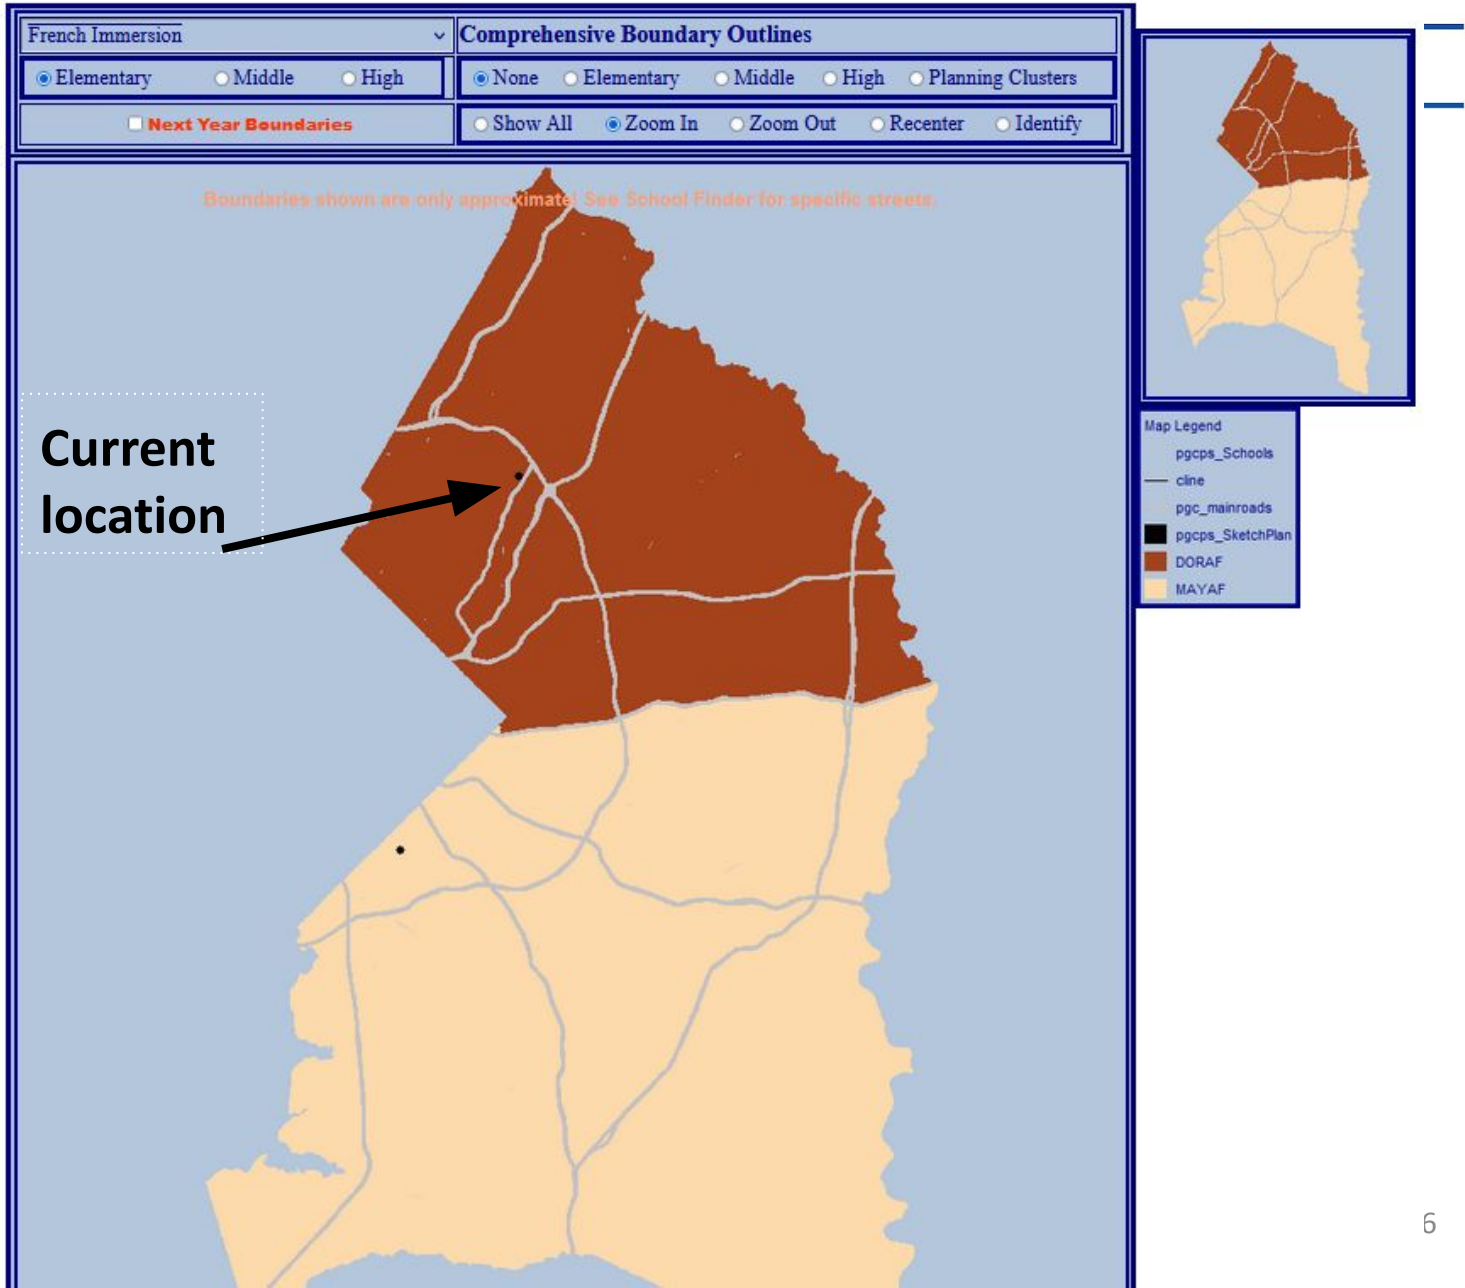 French Immersion
Comprehensive Boundary Outlines
Elementary Middle High
None Elementary Middle High Planning Clusters
Next Year Boundaries
Show All Zoom In Zoom Out Recenter Identify
Boundaries shown are only approximate! See School Finder for specific streets.
Current
location
Map Legend
pgcps_Schools
cline
pgc_mainroads
pgcps_SketchPlan
DORAF
MAYAF
6